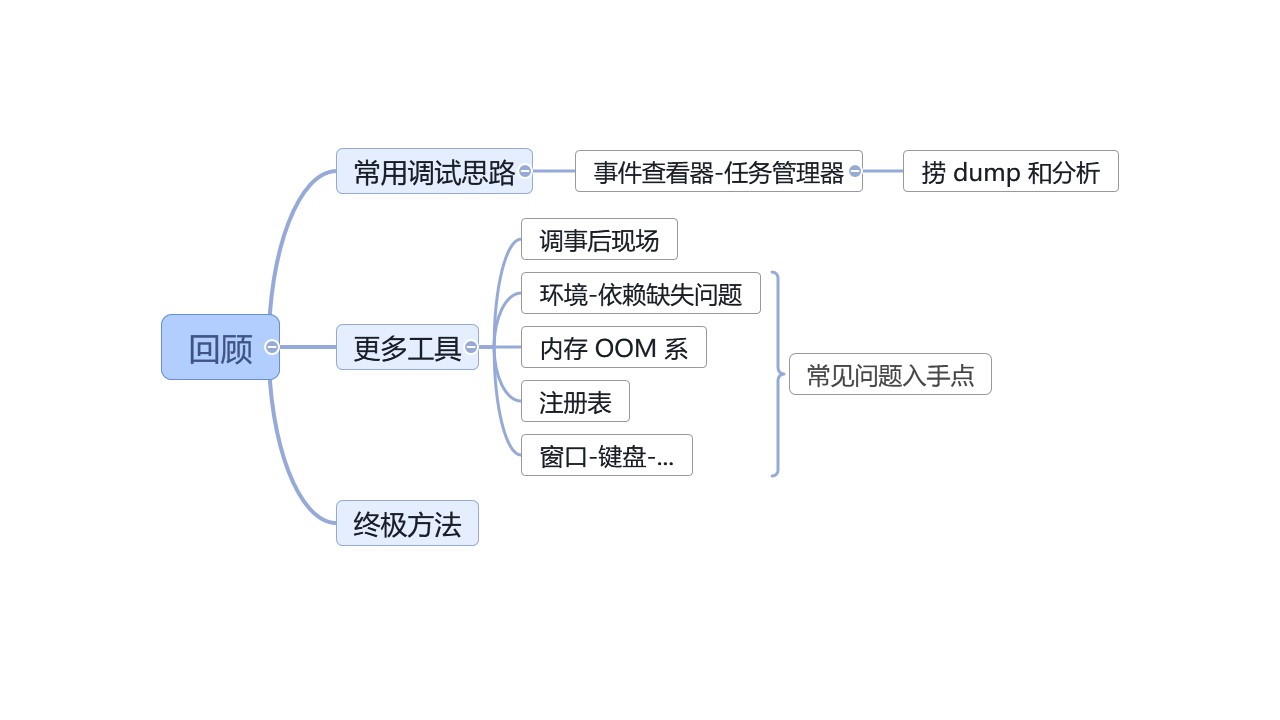 回顾
常用调试思路
事件查看器-任务管理器
捞 dump 和分析
更多工具
调事后现场
环境-依赖缺失问题
内存 OOM 系
注册表
窗口-键盘-...
常见问题入手点
终极方法